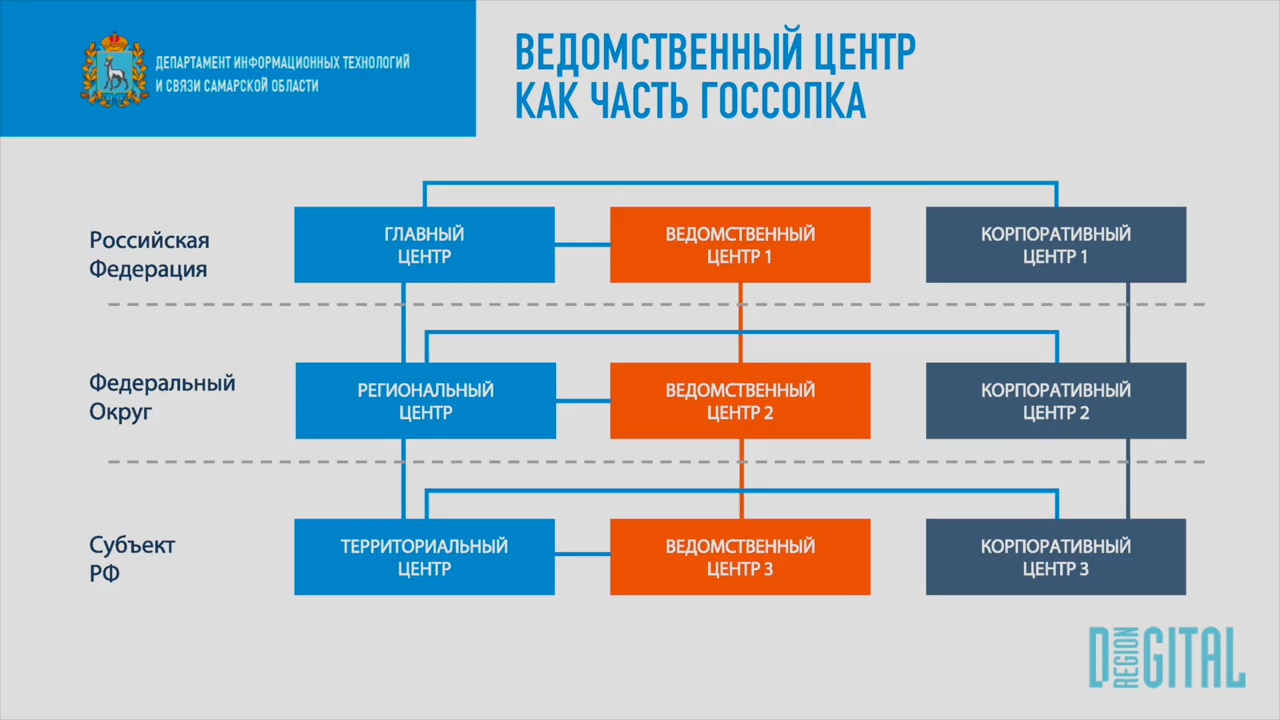 ДЕПАРТАМЕНТ ИНФОРМАЦИОННЫХ ТЕХНОЛОГИЙ
И СВЯЗИ САМАРСКОЙ ОБЛАСТИ
ВЕДОМСТВЕННЫЙ ЦЕНТР
КАК ЧАСТЬ ГОССОПКА
Российская
Федерация
ГЛАВНЫЙ
ЦЕНТР
ВЕДОМСТВЕННЫЙ
ЦЕНТР 1
КОРПОРАТИВНЫЙ
ЦЕНТР 1
Федеральный
Округ
РЕГИОНАЛЬНЫЙ
ЦЕНТР
ВЕДОМСТВЕННЫЙ
ЦЕНТР 2
КОРПОРАТИВНЫЙ
ЦЕНТР 2
Субъект
РФ
ТЕРРИТОРИАЛЬНЫЙ
ЦЕНТР
ВЕДОМСТВЕННЫЙ
ЦЕНТР 3
КОРПОРАТИВНЫЙ
ЦЕНТР 3
DIGITAL
REGION